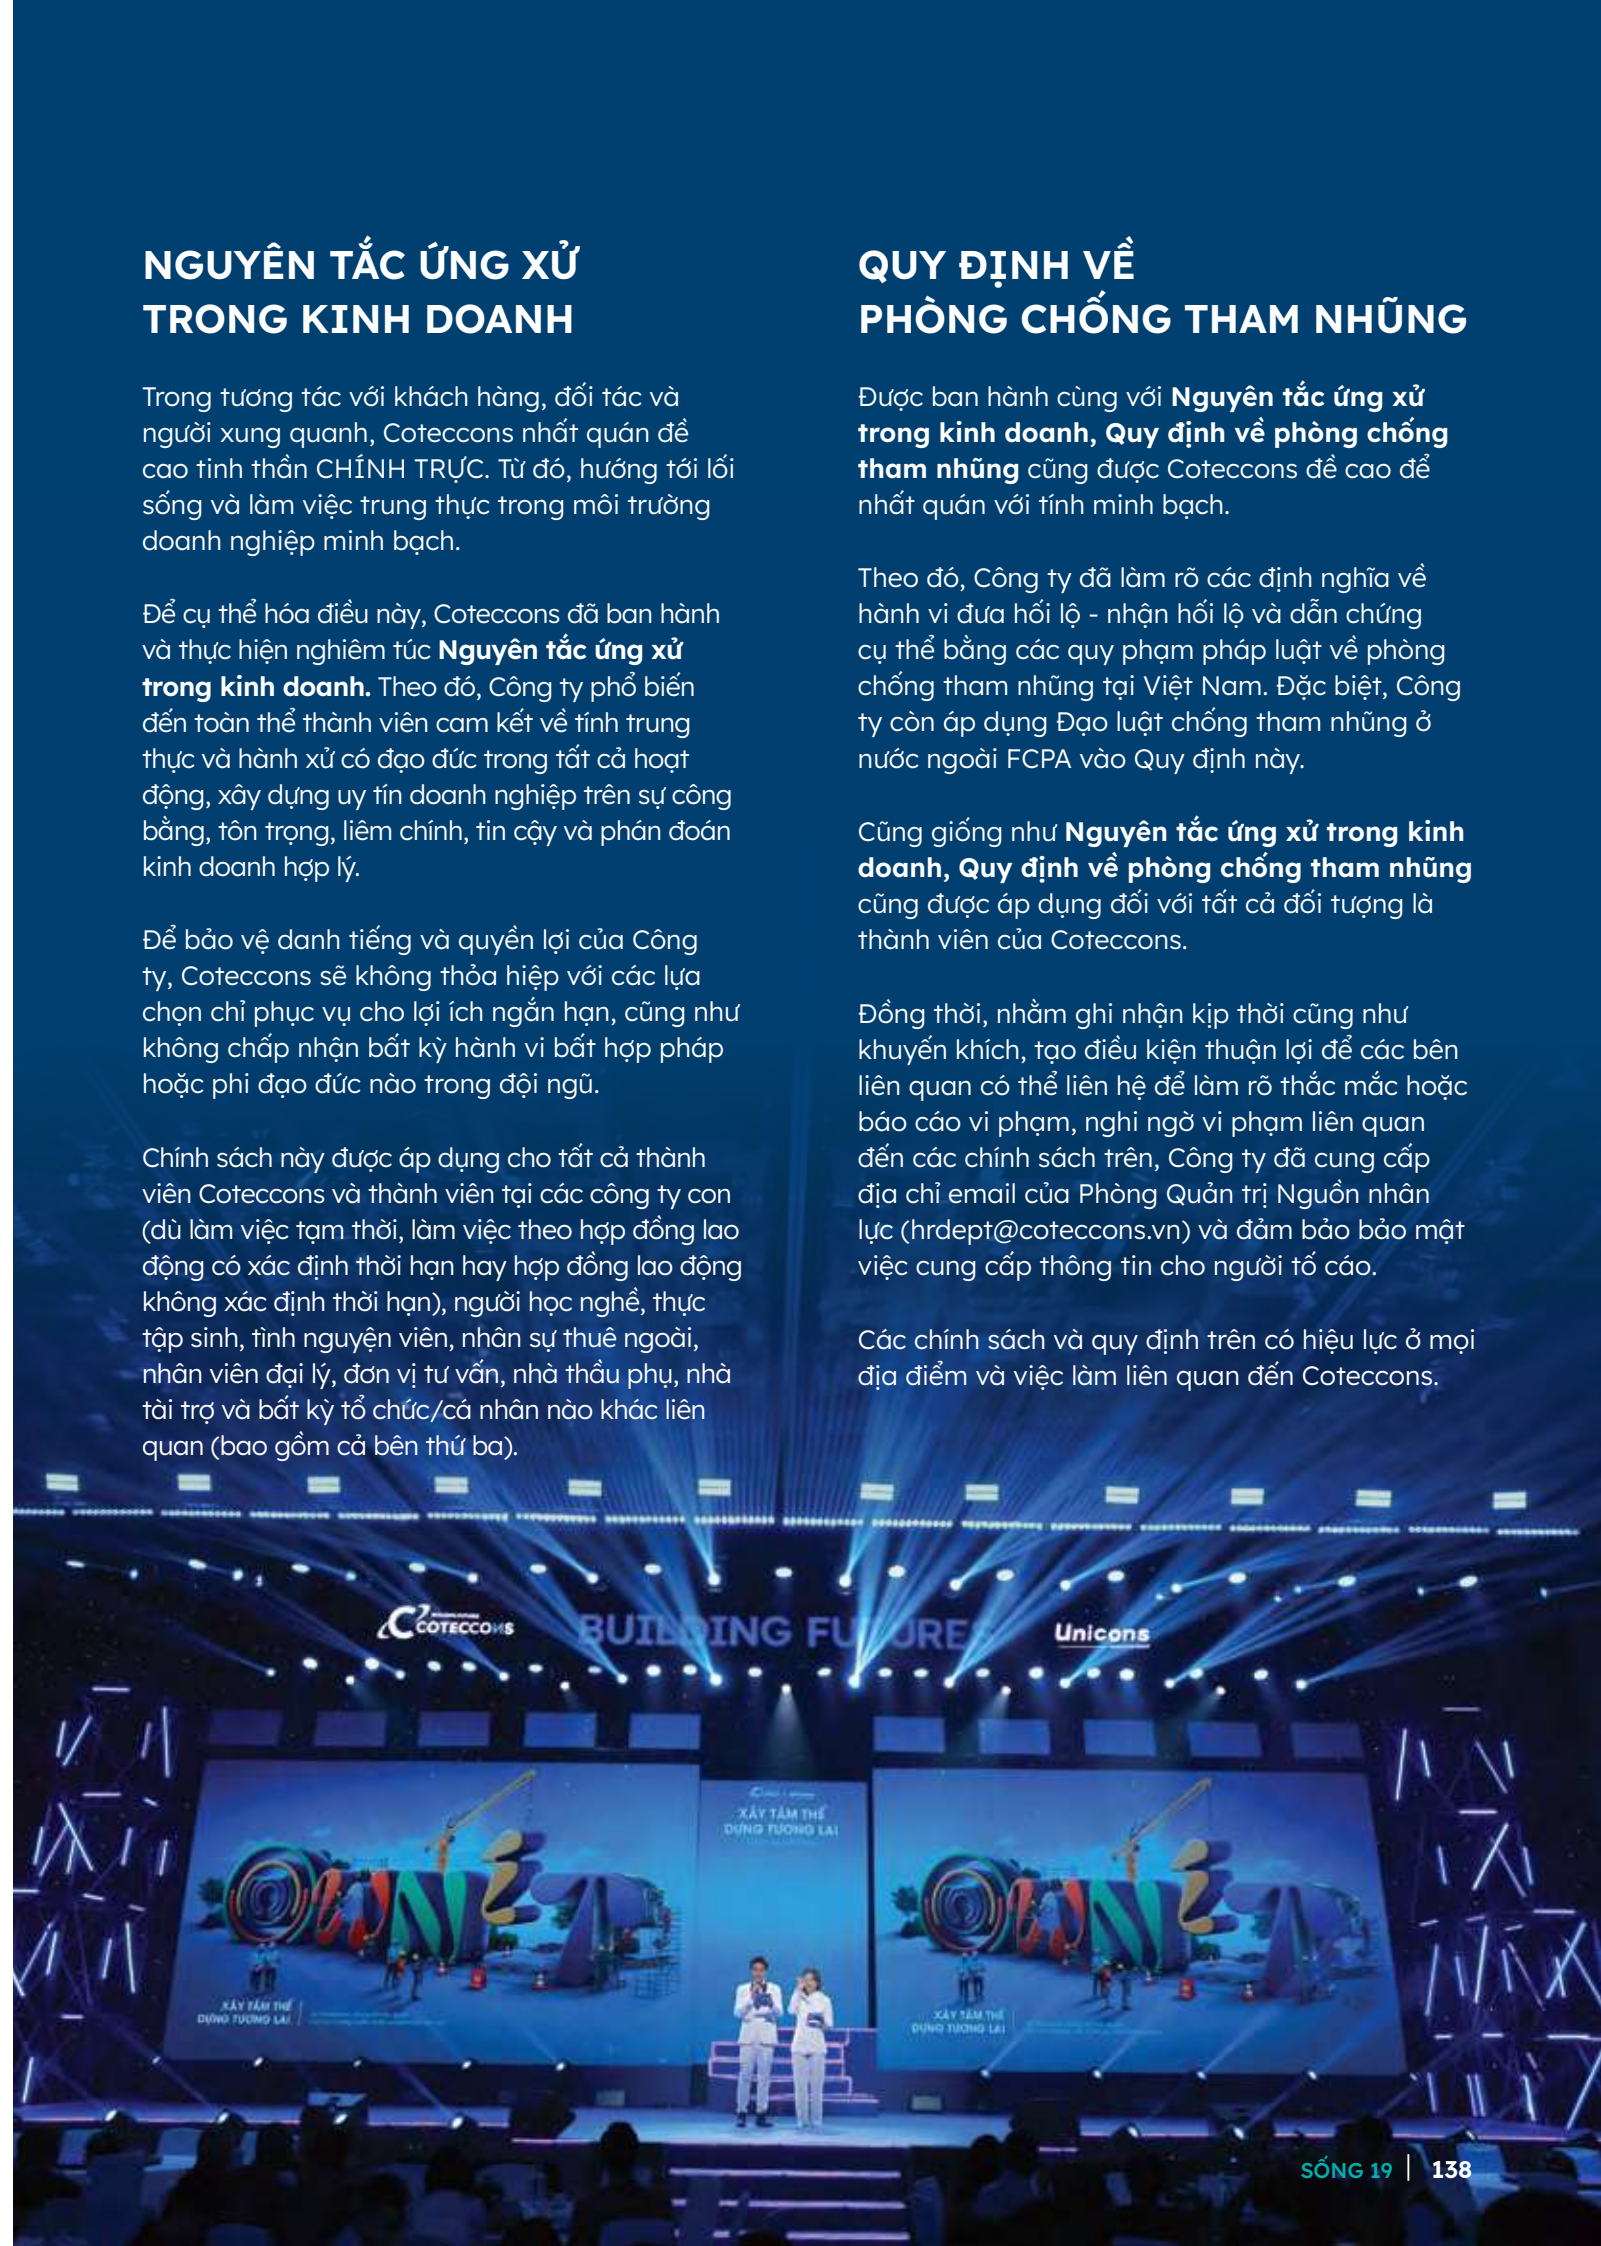 NGUYÊN TẮC ỨNG XỬ
TRONG KINH DOANH
Trong tương tác với khách hàng, đối tác và
người xung quanh, Coteccons nhất quán đề
cao tinh thần CHÍNH TRỰC. Từ đó, hướng tới lối
sống và làm việc trung thực trong môi trường
doanh nghiệp minh bạch.
Để cụ thể hóa điều này, Coteccons đã ban hành
và thực hiện nghiêm túc Nguyên tắc ứng xử
trong kinh doanh. Theo đó, Công ty phổ biến
đến toàn thể thành viên cam kết về tính trung
thực và hành xử có đạo đức trong tất cả hoạt
động, xây dựng uy tín doanh nghiệp trên sự công
bằng, tôn trọng, liêm chính, tin cậy và phán đoán
kinh doanh hợp lý.
Để bảo vệ danh tiếng và quyền lợi của Công
ty, Coteccons sẽ không thỏa hiệp với các lựa
chọn chỉ phục vụ cho lợi ích ngắn hạn, cũng như
không chấp nhận bất kỳ hành vi bất hợp pháp
hoặc phi đạo đức nào trong đội ngũ.
Chính sách này được áp dụng cho tất cả thành
viên Coteccons và thành viên tại các công ty con
(dù làm việc tạm thời, làm việc theo hợp đồng lao
động có xác định thời hạn hay hợp đồng lao động
không xác định thời hạn), người học nghề, thực
tập sinh, tình nguyện viên, nhân sự thuê ngoài,
nhân viên đại lý, đơn vị tư vấn, nhà thầu phụ, nhà
tài trợ và bất kỳ tổ chức/cá nhân nào khác liên
quan (bao gồm cả bên thứ ba).
QUY ĐỊNH VỀ
PHÒNG CHỐNG THAM NHŨNG
Được ban hành cùng với Nguyên tắc ứng xử
trong kinh doanh, Quy định về phòng chống
tham nhũng cũng được Coteccons đề cao để
nhất quán với tính minh bạch.
Theo đó, Công ty đã làm rõ các định nghĩa về
hành vi đưa hối lộ - nhận hối lộ và dẫn chứng
cụ thể bằng các quy phạm pháp luật về phòng
chống tham nhũng tại Việt Nam. Đặc biệt, Công
ty còn áp dụng Đạo luật chống tham nhũng ở
nước ngoài FCPA vào Quy định này.
Cũng giống như Nguyên tắc ứng xử trong kinh
doanh, Quy định về phòng chống tham nhũng
cũng được áp dụng đối với tất cả đối tượng là
thành viên của Coteccons.
Đồng thời, nhằm ghi nhận kịp thời cũng như
khuyến khích, tạo điều kiện thuận lợi để các bên
liên quan có thể liên hệ để làm rõ thắc mắc hoặc
báo cáo vi phạm, nghi ngờ vi phạm liên quan
đến các chính sách trên, Công ty đã cung cấp
địa chỉ email của Phòng Quản trị Nguồn nhân
lực (hrdept@coteccons.vn) và đảm bảo bảo mật
việc cung cấp thông tin cho người tố cáo.
Các chính sách và quy định trên có hiệu lực ở mọi
địa điểm và việc làm liên quan đến Coteccons.
COTECCONS
BUILDING FUTURES
Unicons
XÂY TÂM THẾ
DỰNG TƯƠNG LAI
XÂY TÂM THẾ
DỰNG TƯƠNG LAI
XÂY TÂM THẾ
DỰNG TƯƠNG LAI
SỐNG 19 | 138